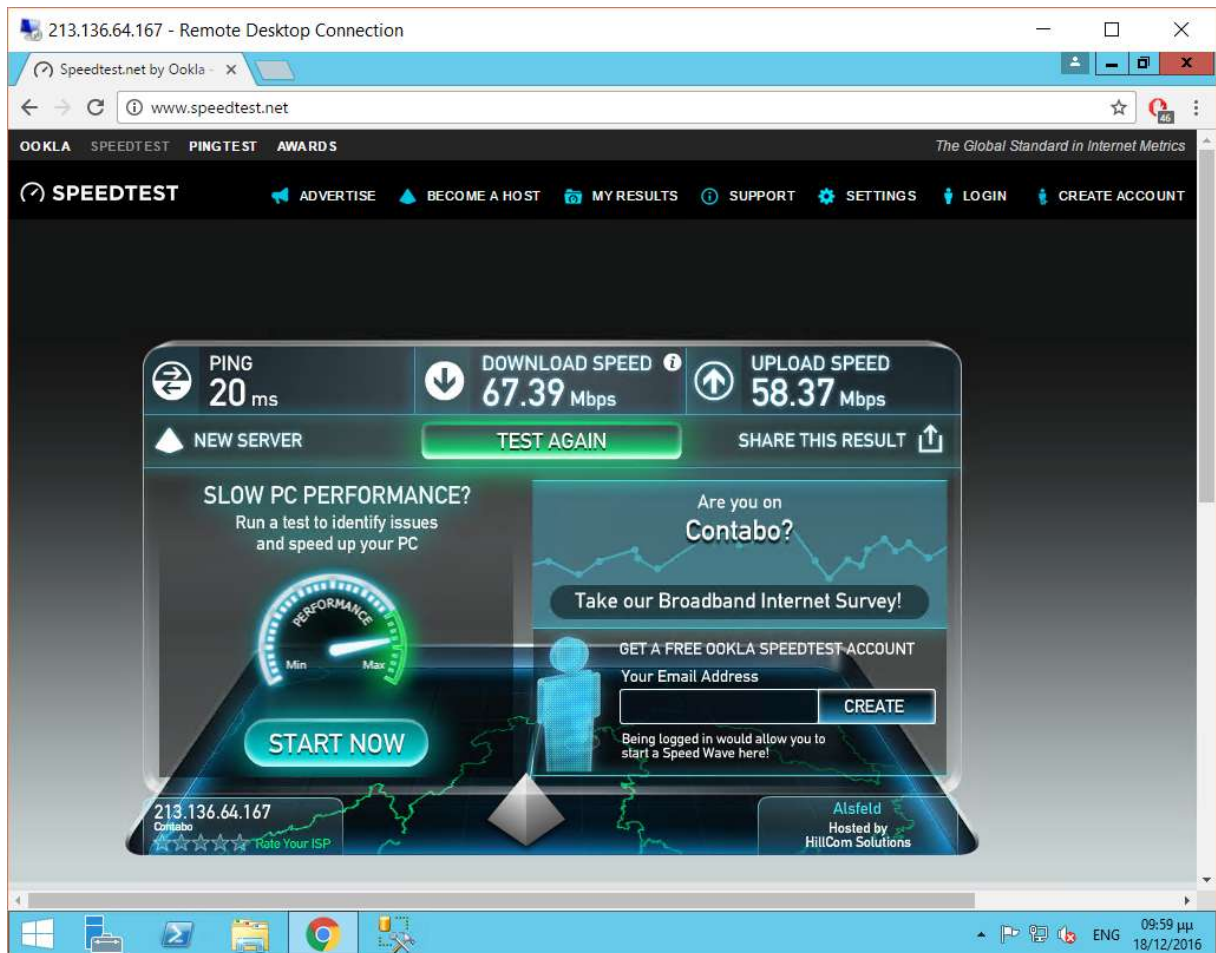 213.136.64.167 - Remote Desktop Connection
Speedtest.net by Ookla -
www.speedtest.net
46
OOKLA SPEEDTEST PINGTEST AWARDS
The Global Standard in Internet Metrics
SPEEDTEST
ADVERTISE BECOME A HOST MY RESULTS SUPPORT SETTINGS LOGIN CREATE ACCOUNT
PING
20 ms
DOWNLOAD SPEED
67.39 Mbps
UPLOAD SPEED
58.37 Mbps
NEW SERVER
TEST AGAIN
SHARE THIS RESULT
SLOW PC PERFORMANCE?
Run a test to identify issues
and speed up your PC
PERFORMANCE
Min Max
START NOW
Are you on
Contabo?
Take our Broadband Internet Survey!
GET A FREE OOKLA SPEEDTEST ACCOUNT
Your Email Address
CREATE
Being logged in would allow you to
start a Speed Wave here!
213.136.64.167
Contabo
Rate Your ISP
Alsfeld
Hosted by
HillCom Solutions
ENG
09:59 μμ
18/12/2016